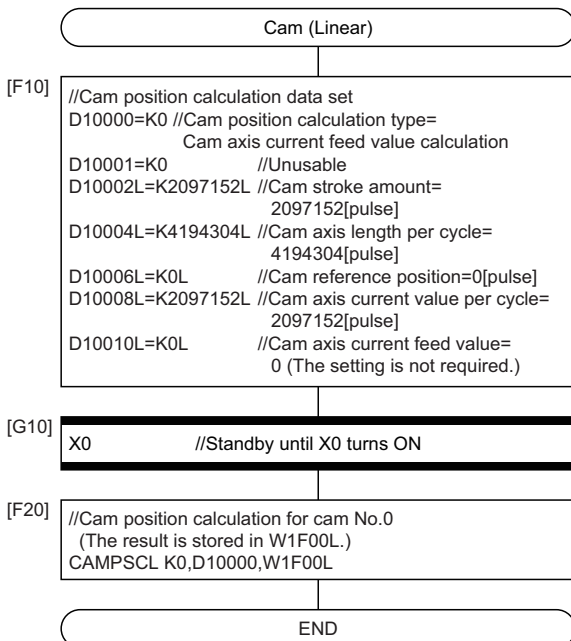 Cam (Linear)
[F10]
//Cam position calculation data set
D10000=K0 //Cam position calculation type=
Cam axis current feed value calculation
D10001=K0 //Unusable
D10002L=K2097152L //Cam stroke amount=
2097152[pulse]
D10004L=K4194304L //Cam axis length per cycle=
4194304[pulse]
D10006L=K0L //Cam reference position=0[pulse]
D10008L=K2097152L //Cam axis current value per cycle=
2097152[pulse]
D10010L=K0L //Cam axis current feed value=
0 (The setting is not required.)
[G10]
X0 //Standby until X0 turns ON
[F20]
//Cam position calculation for cam No.0
(The result is stored in W1F00L.)
CAMPSCL K0,D10000,W1F00L
END